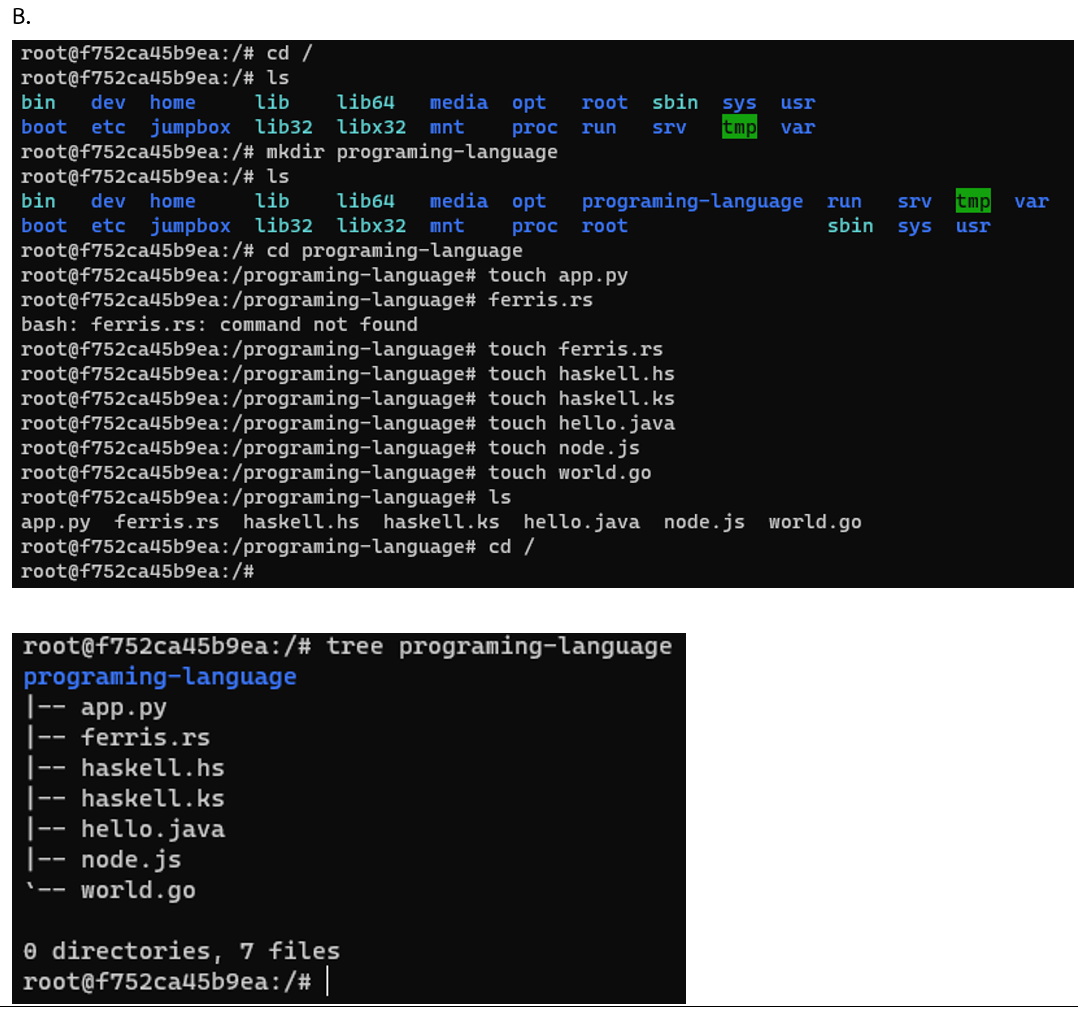 B.
root@f752ca45b9ea:/# cd /
root@f752ca45b9ea:/# ls
bin dev home lib lib64 media opt root sbin sys usr
boot etc jumpbox lib32 libx32 mnt proc run srv tmp var
root@f752ca45b9ea:/# mkdir programing-language
root@f752ca45b9ea:/# ls
bin dev home lib lib64 media opt programing-language run srv tmp var
boot etc jumpbox lib32 libx32 mnt proc root sbin sys usr
root@f752ca45b9ea:/# cd programing-language
root@f752ca45b9ea:/programing-language# touch app.py
root@f752ca45b9ea:/programing-language# ferris.rs
bash: ferris.rs: command not found
root@f752ca45b9ea:/programing-language# touch ferris.rs
root@f752ca45b9ea:/programing-language# touch haskell.hs
root@f752ca45b9ea:/programing-language# touch haskell.ks
root@f752ca45b9ea:/programing-language# touch hello.java
root@f752ca45b9ea:/programing-language# touch node.js
root@f752ca45b9ea:/programing-language# touch world.go
root@f752ca45b9ea:/programing-language# ls
app.py ferris.rs haskell.hs haskell.ks hello.java node.js world.go
root@f752ca45b9ea:/programing-language# cd /
root@f752ca45b9ea:/#
root@f752ca45b9ea:/# tree programing-language
programing-language
|-- app.py
|-- ferris.rs
|-- haskell.hs
|-- haskell.ks
|-- hello.java
|-- node.js
`-- world.go
0 directories, 7 files
root@f752ca45b9ea:/#